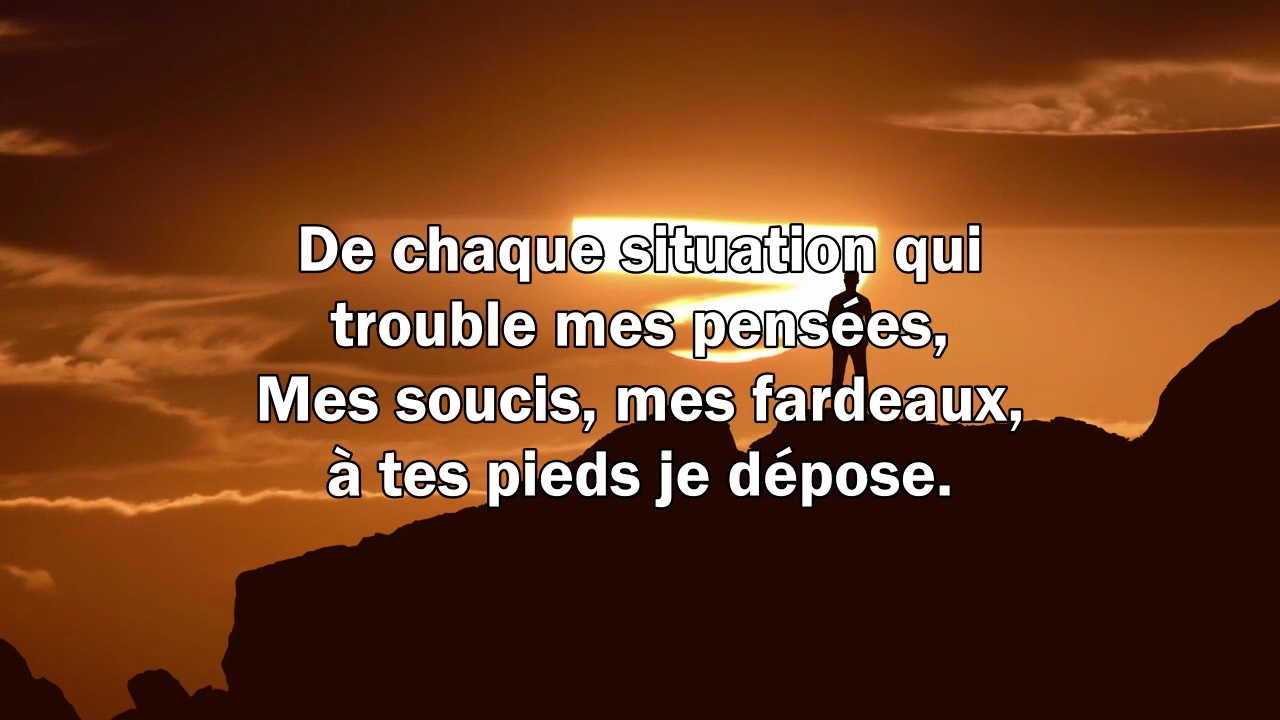 De chaque situation qui
trouble mes pensées,
Mes soucis, mes fardeaux,
à tes pieds je dépose.